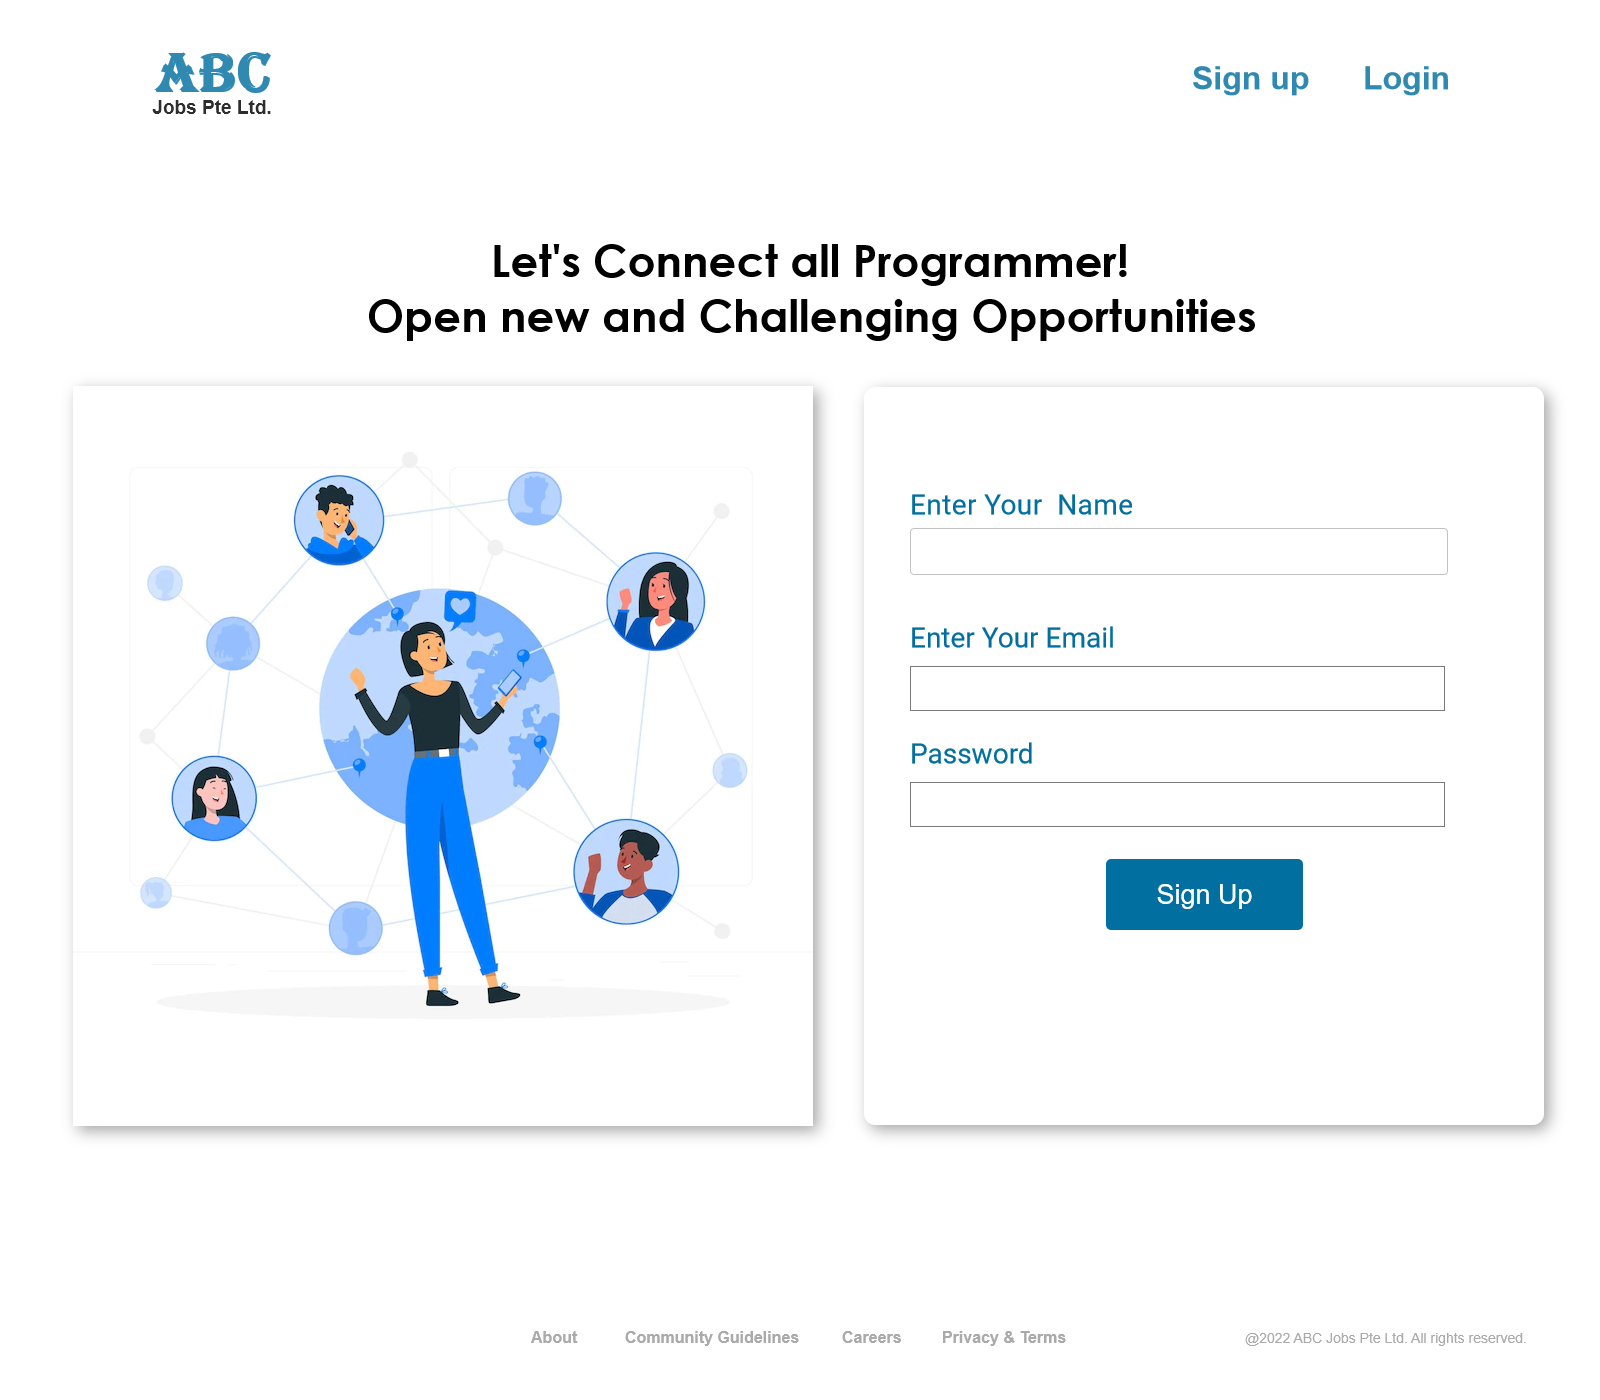 ABC
Jobs Pte Ltd.
Sign up
Login
Let's Connect all Programmer!
Open new and Challenging Opportunities
Enter Your  Name
Enter Your Email
Password
Sign Up
About
Community Guidelines
Careers
Privacy & Terms
@2022 ABC Jobs Pte Ltd. All rights reserved.